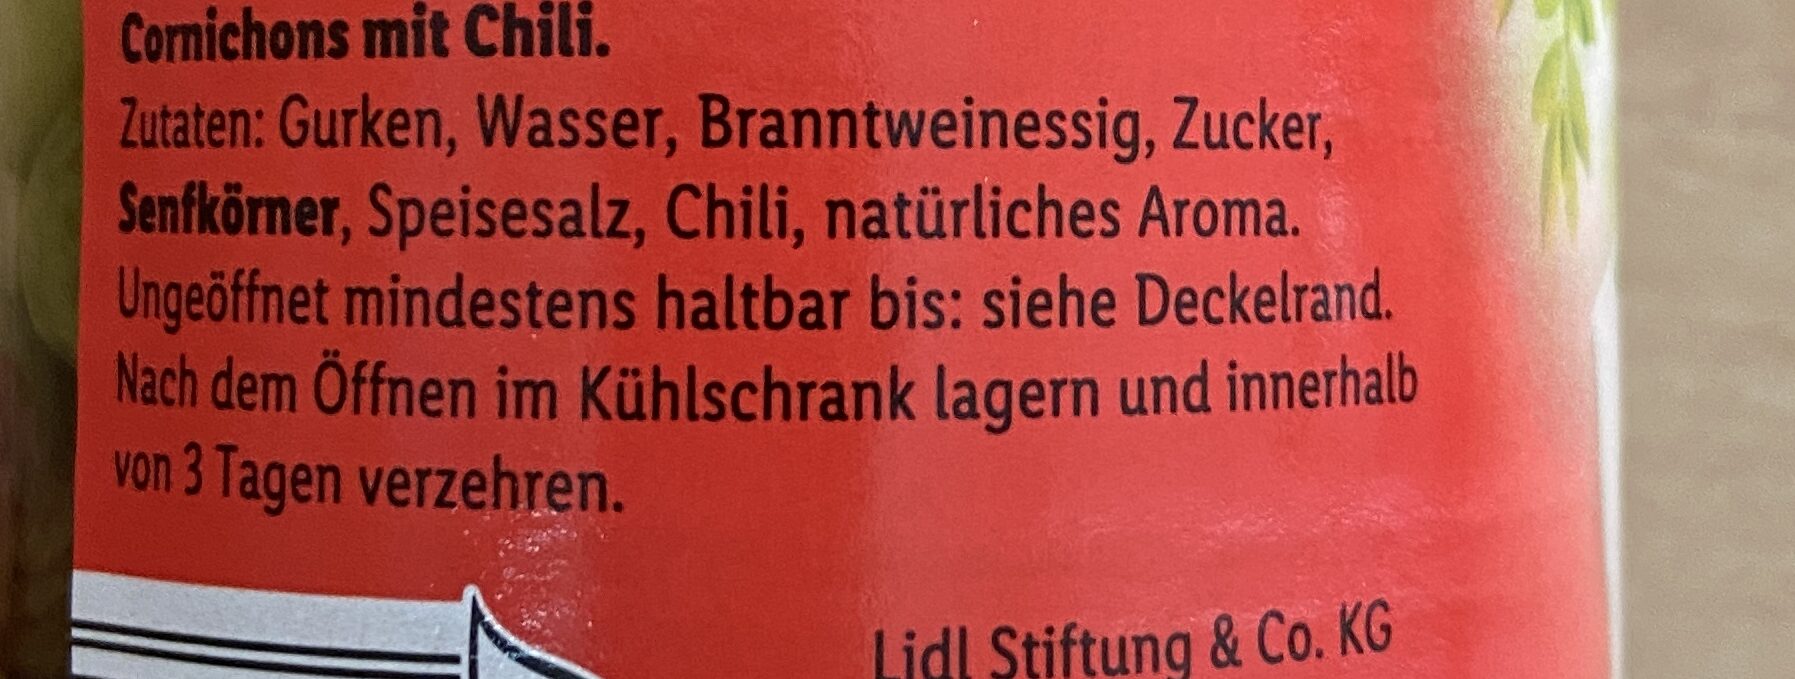 Cornichons mit Chili.
Zutaten: Gurken, Wasser, Branntweinessig, Zucker,
Senfkörner, Speisesalz, Chili, natürliches Aroma.
Ungeöffnet mindestens haltbar bis: siehe Deckelrand.
Nach dem Öffnen im Kühlschrank lagern und innerhalb
von 3 Tagen verzehren.
Lidl Stiftung & Co. KG